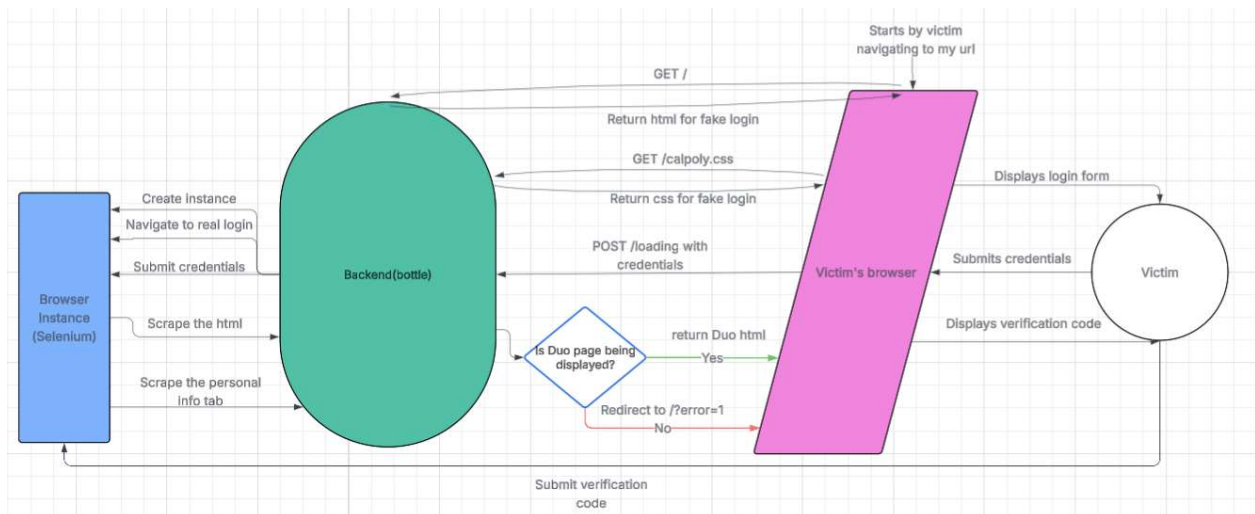 Starts by victim
navigating to my url
GET /
Return html for fake login
GET /calpoly.css
Return css for fake login
Displays login form
Create instance
Navigate to real login
POST /loading with
credentials
Submit credentials
Backend(bottle)
Victim's browser
Submits credentials
Victim
Browser
Instance
(Selenium)
Scrape the html
Is Duo page being
displayed?
return Duo html
Yes
Displays verification code
Scrape the personal
info tab
Redirect to /?error=1
No
Submit verification
code